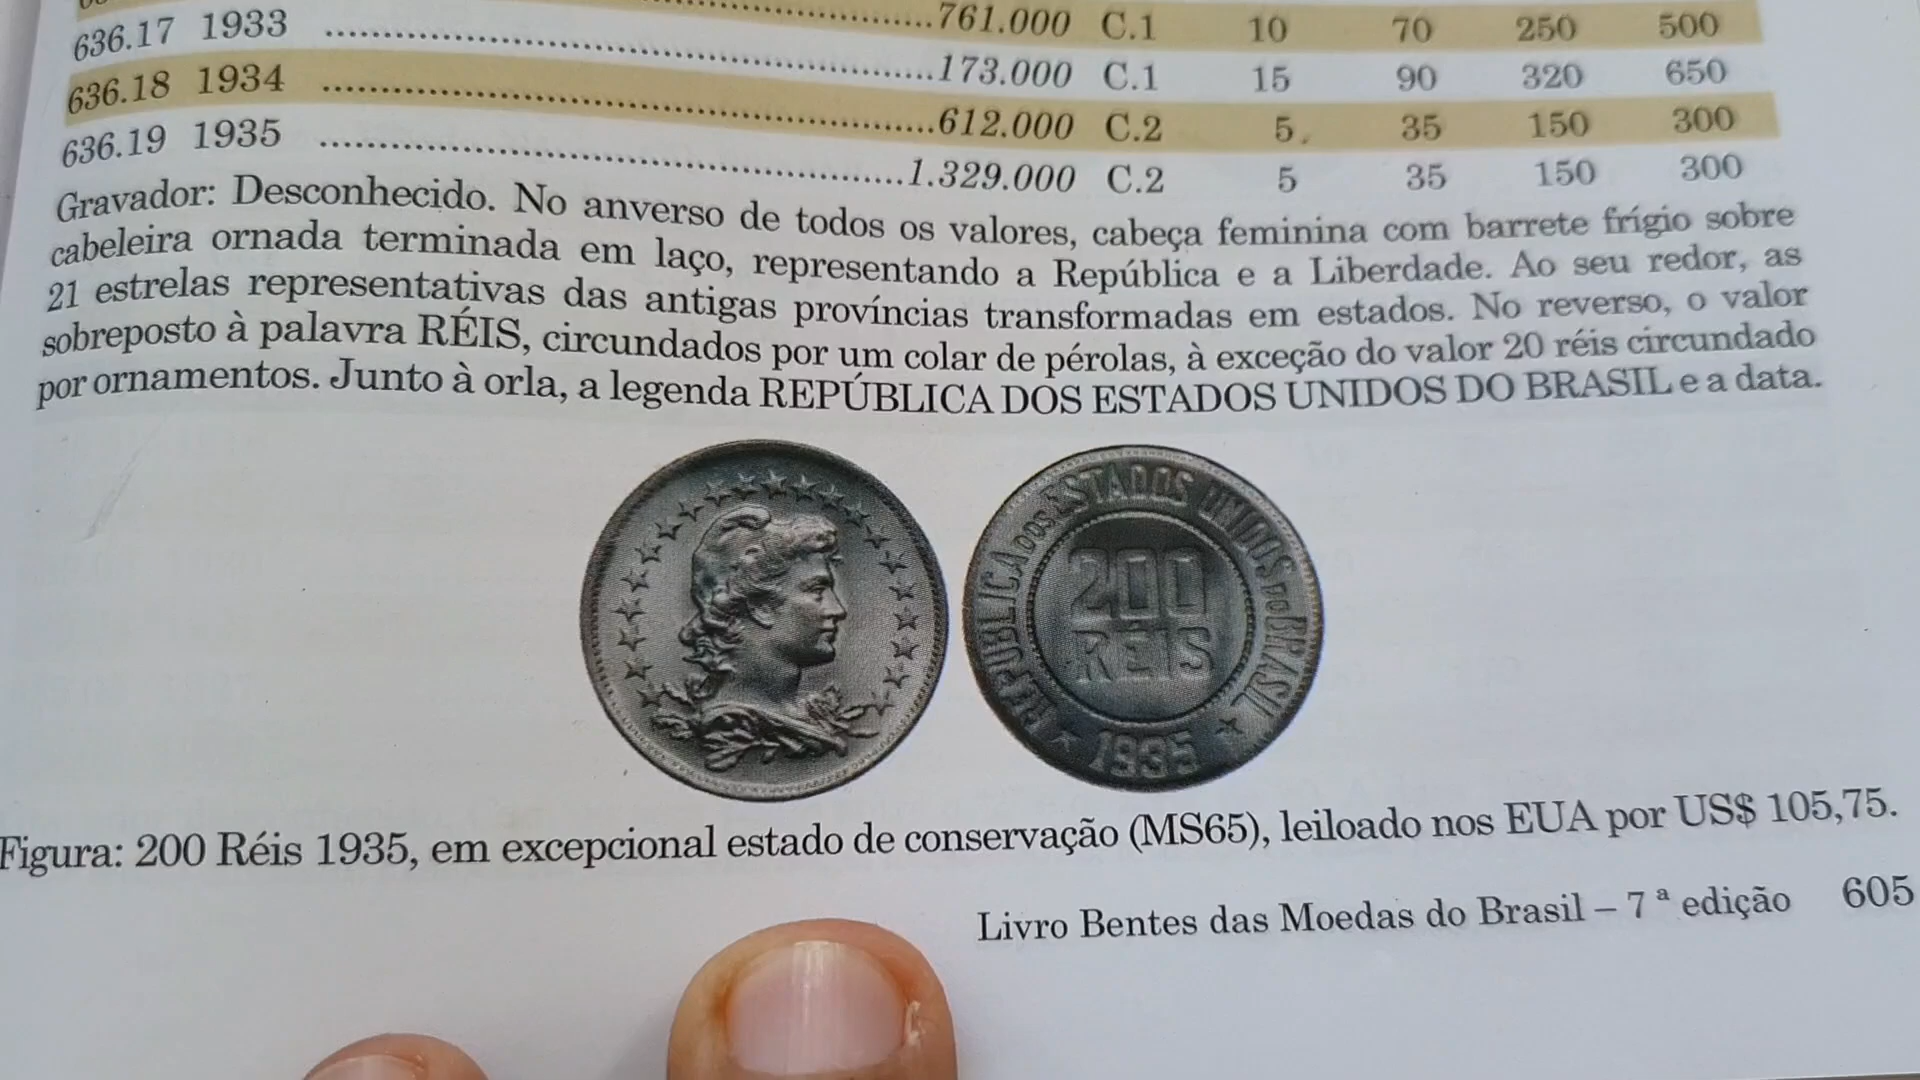 761.000 C.1 10 70 250 500
636.17 1933 ........................................173.000 C.1 15 90 320 650
636.18 1934 ........................................612.000 C.2 5 35 150 300
636.19 1935 ........................................1.329.000 C.2 5 35 150 300
Gravador: Desconhecido. No anverso de todos os valores, cabeça feminina com barrete frígio sobre
cabeleira ornada terminada em laço, representando a República e a Liberdade. Ao seu redor, as
21 estrelas representativas das antigas províncias transformadas em estados. No reverso, o valor
sobreposto à palavra RÉIS, circundados por um colar de pérolas, à exceção do valor 20 réis circundado
por ornamentos. Junto à orla, a legenda REPÚBLICA DOS ESTADOS UNIDOS DO BRASIL e a data.
REPUBLICA DOS ESTADOS UNIDOS DO BRASIL
200
RÉIS
1935
Figura: 200 Réis 1935, em excepcional estado de conservação (MS65), leiloado nos EUA por US$ 105,75.
Livro Bentes das Moedas do Brasil – 7 ª edição 605